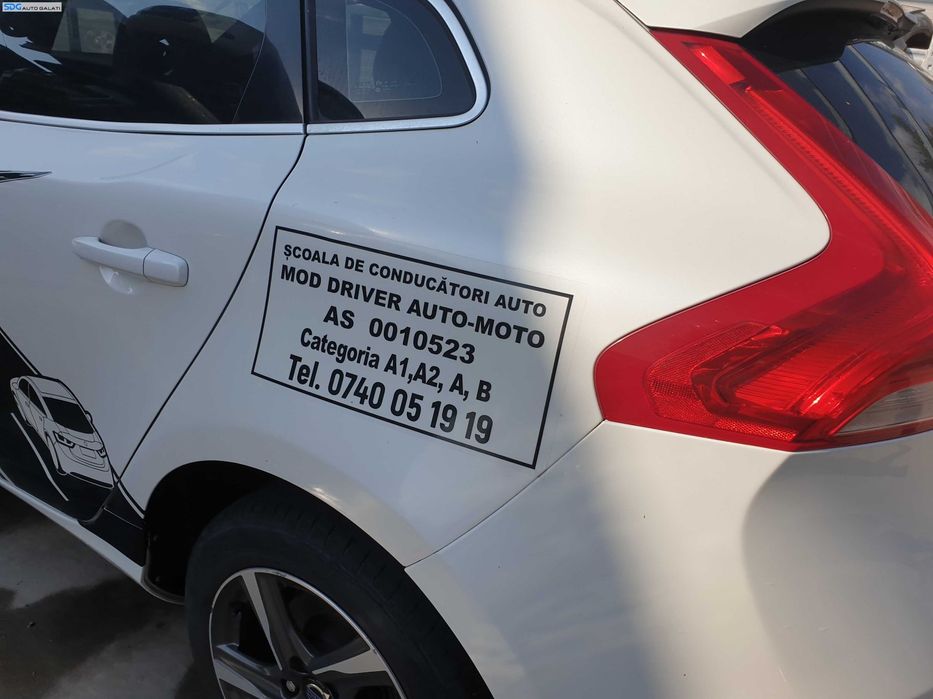 SDG AUTO GALATI
ȘCOALA DE CONDUCĂTORI AUTO
MOD DRIVER AUTO-MOTO
AS 0010523
Categoria A1,A2, A, B
Tel. 0740 05 19 19